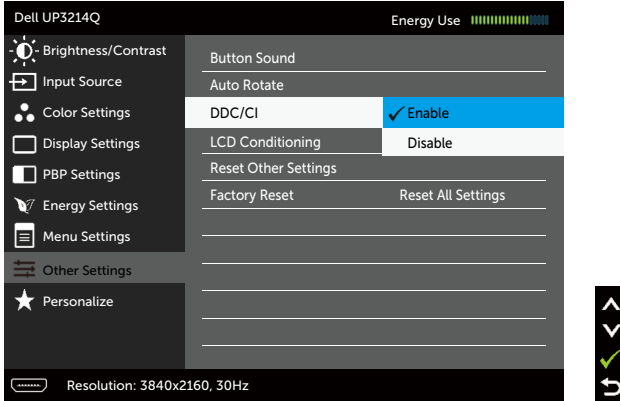 Dell UP3214Q
Energy Use
Brightness/Contrast
Input Source
Color Settings
Display Settings
PBP Settings
Energy Settings
Menu Settings
Other Settings
Personalize
Button Sound
Auto Rotate
DDC/CI
Enable
Disable
LCD Conditioning
Reset Other Settings
Factory Reset
Reset All Settings
Resolution: 3840x2160, 30Hz